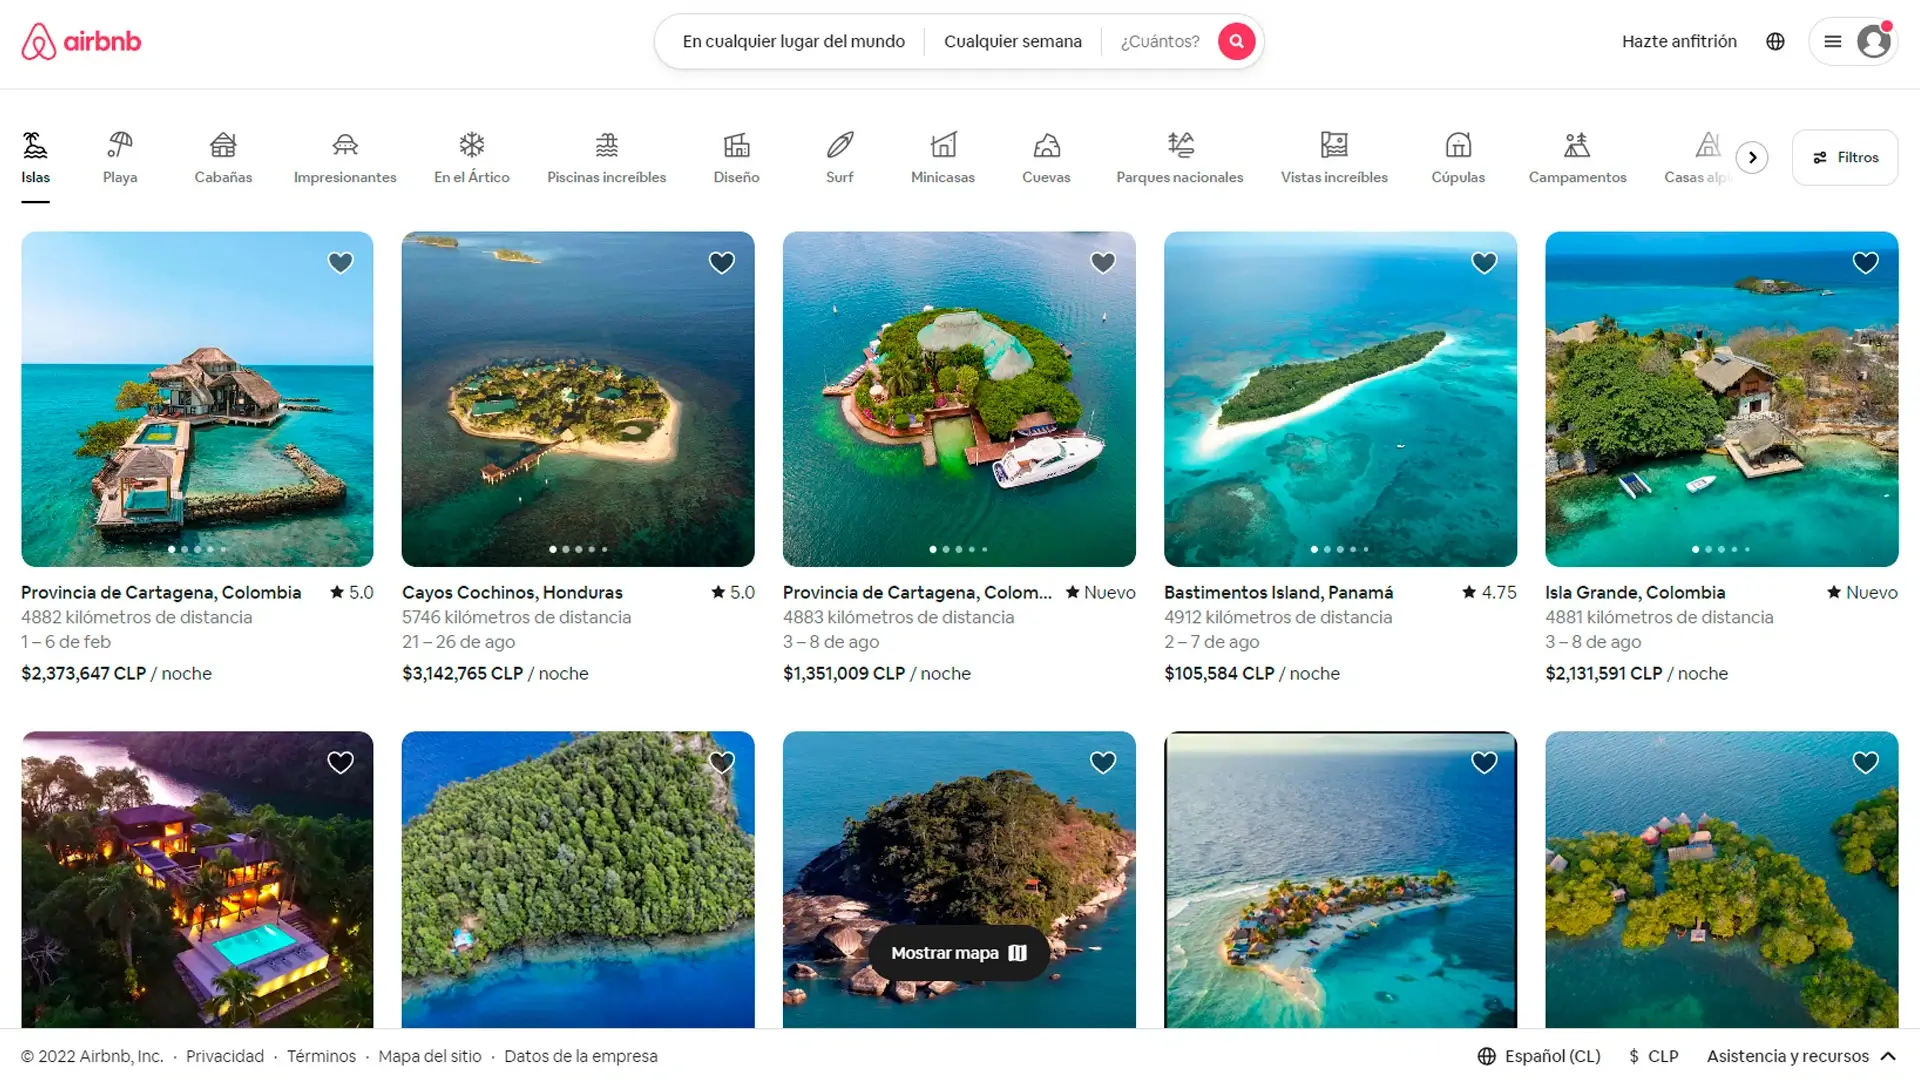 airbnb
En cualquier lugar del mundo
Cualquier semana
¿Cuántos?
Hazte anfitrión
Islas
Playa
Cabañas
Impresionantes
En el Ártico
Piscinas increíbles
Diseño
Surf
Minicasas
Cuevas
Parques nacionales
Vistas increíbles
Cúpulas
Campamentos
Casas alpi
Filtros
Provincia de Cartagena, Colombia ★ 5.0
4882 kilómetros de distancia
1 – 6 de feb
$2,373,647 CLP / noche
Cayos Cochinos, Honduras ★ 5.0
5746 kilómetros de distancia
21 – 26 de ago
$3,142,765 CLP / noche
Provincia de Cartagena, Colom... ★ Nuevo
4883 kilómetros de distancia
3 – 8 de ago
$1,351,009 CLP / noche
Bastimentos Island, Panamá ★ 4.75
4912 kilómetros de distancia
2 – 7 de ago
$105,584 CLP / noche
Isla Grande, Colombia ★ Nuevo
4881 kilómetros de distancia
3 – 8 de ago
$2,131,591 CLP / noche
Mostrar mapa
© 2022 Airbnb, Inc. · Privacidad · Términos · Mapa del sitio · Datos de la empresa
Español (CL)
$ CLP
Asistencia y recursos